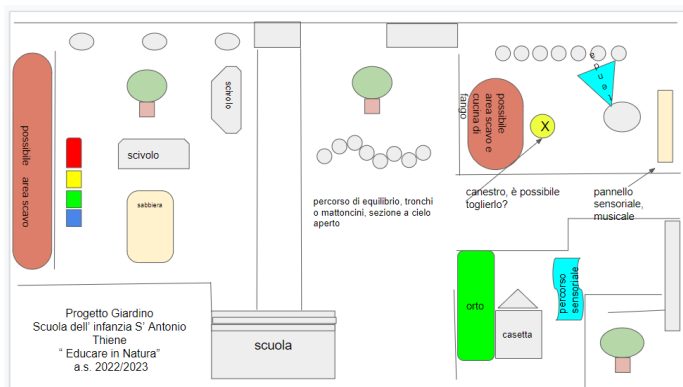 possibile area scavo
scivolo
scivolo
sabbiera
percorso di equilibrio, tronchi
o mattoncini, sezione a cielo
aperto
possibile
area scavo e
cucina di
fango
X
canestro, è possibile
toglierlo?
pannello
sensoriale,
musicale
orto
casetta
percorso
sensoriale
scuola
Progetto Giardino
Scuola dell' infanzia S' Antonio
Thiene
“ Educare in Natura”
a.s. 2022/2023